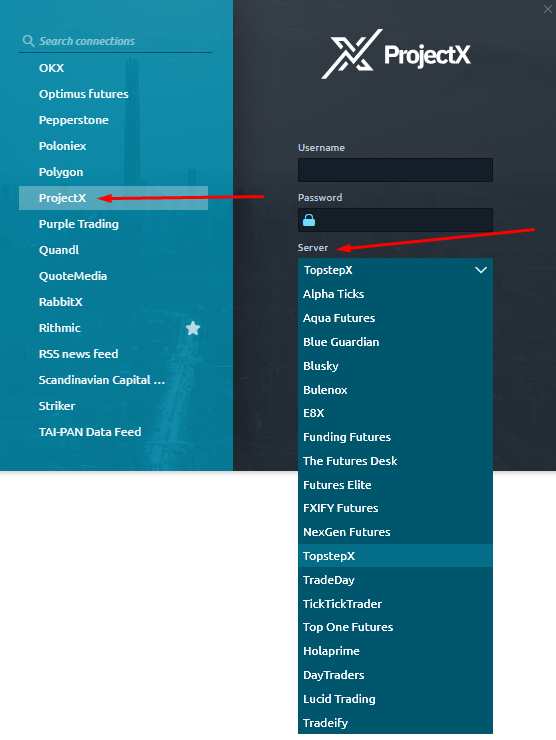 Search connections
OKX
Optimus futures
Pepperstone
Poloniex
Polygon
ProjectX
Purple Trading
Quandl
QuoteMedia
RabbitX
Rithmic
RSS news feed
Scandinavian Capital ...
Striker
TAI-PAN Data Feed
ProjectX
Username
Password
Server
TopstepX
Alpha Ticks
Aqua Futures
Blue Guardian
Blusky
Bulenox
E8X
Funding Futures
The Futures Desk
Futures Elite
FXIFY Futures
NexGen Futures
TopstepX
TradeDay
TickTickTrader
Top One Futures
Holaprime
DayTraders
Lucid Trading
Tradeify